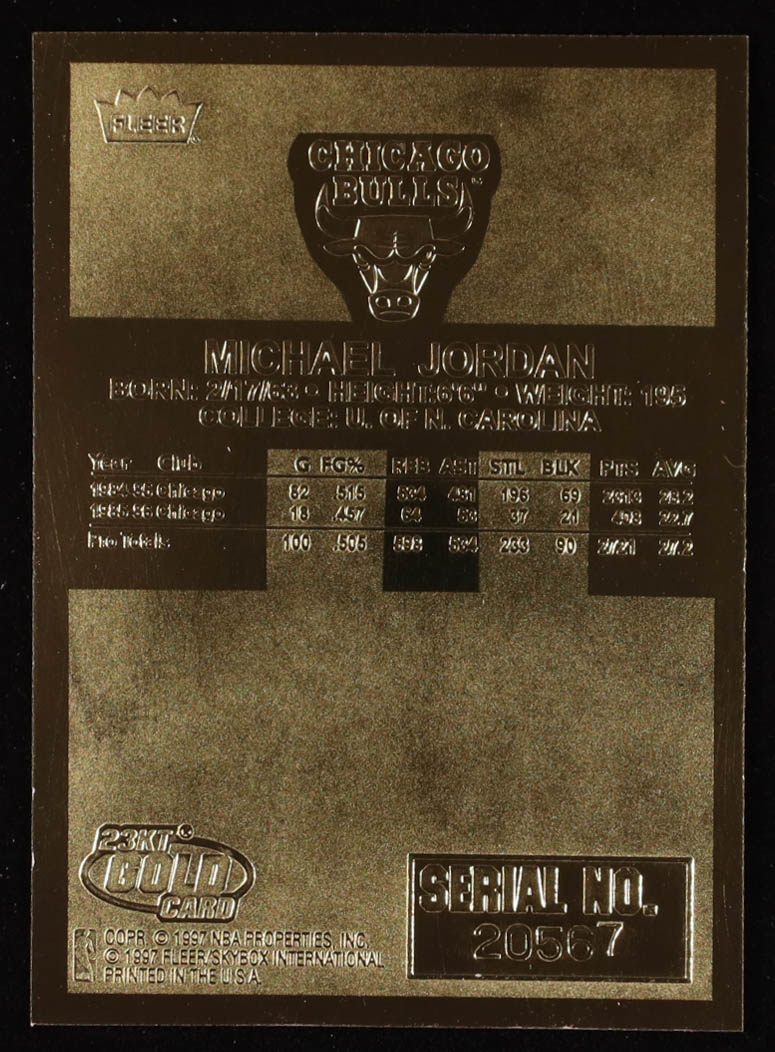 FLEER
CHICAGO
BULLS
MICHAEL JORDAN
BORN: 2/17/63 • HEIGHT: 6'6" • WEIGHT: 195
COLLEGE: U. OF N. CAROLINA
Year Club G FG% REB AST STL BLK PTS AVG
1984-85 Chicago 82 .515 534 481 196 69 2313 28.2
1985-86 Chicago 18 .457 64 53 37 21 408 22.7
Pro Totals 100 .505 598 534 233 90 2721 27.2
23KT
GOLD
CARD
SERIAL NO.
20567
COPR. © 1997 NBA PROPERTIES, INC.
© 1997 FLEER/SKYBOX INTERNATIONAL
PRINTED IN THE U.S.A.